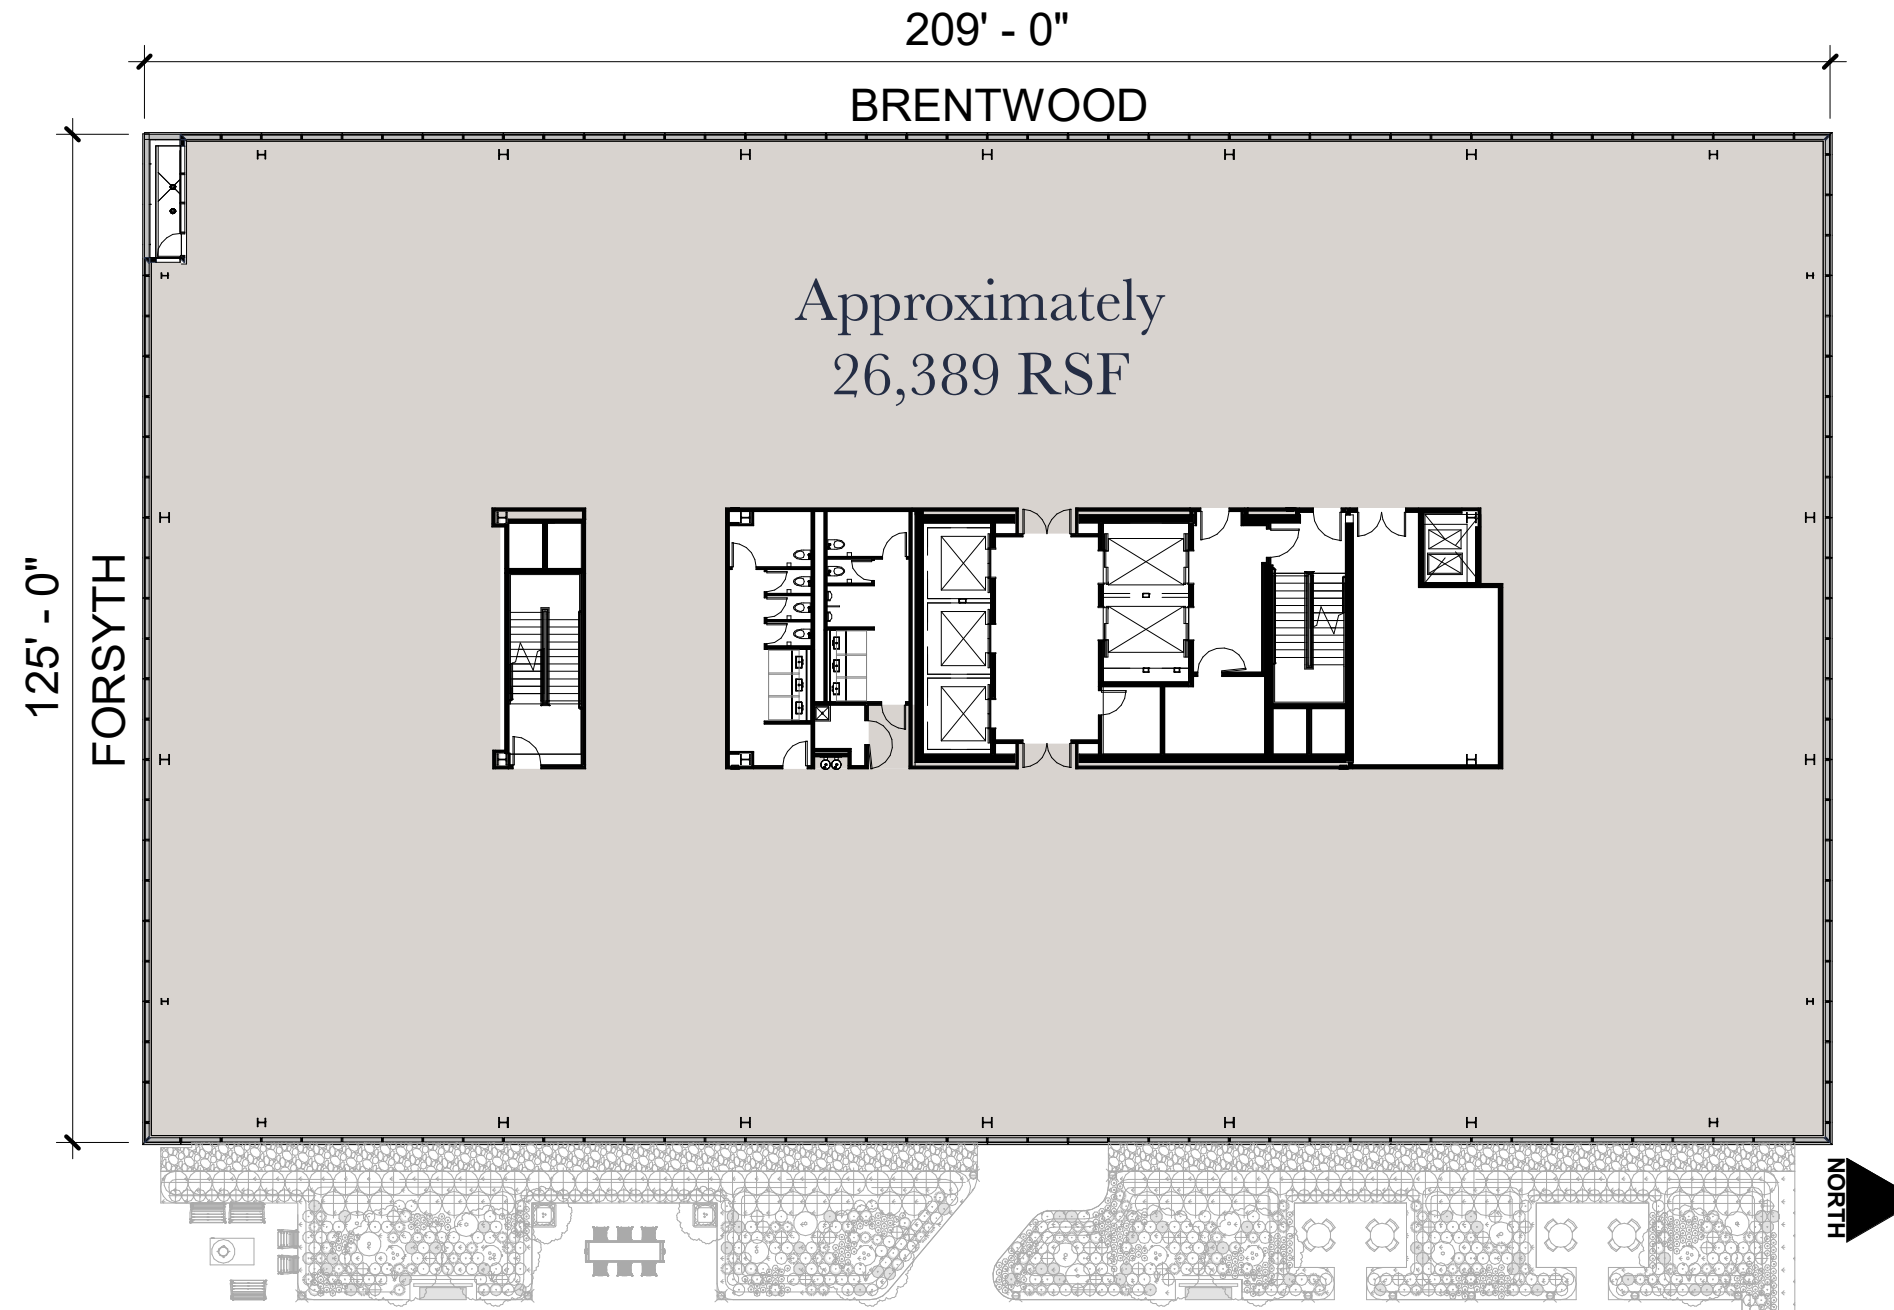 209' - 0"
BRENTWOOD
125' - 0"
FORSYTH
Approximately
26,389 RSF
NORTH